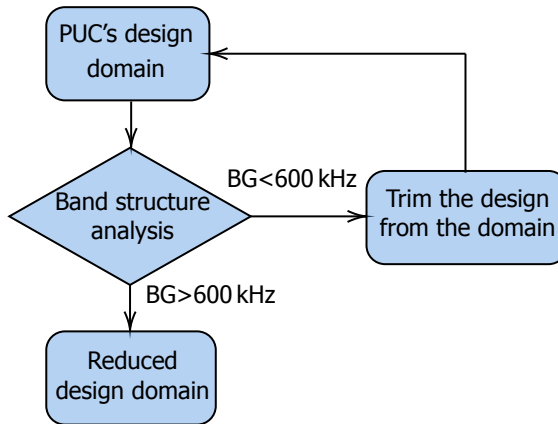 PUC's design
domain
BG<600 kHz
Band structure
analysis
Trim the design
from the domain
BG>600 kHz
Reduced
design domain